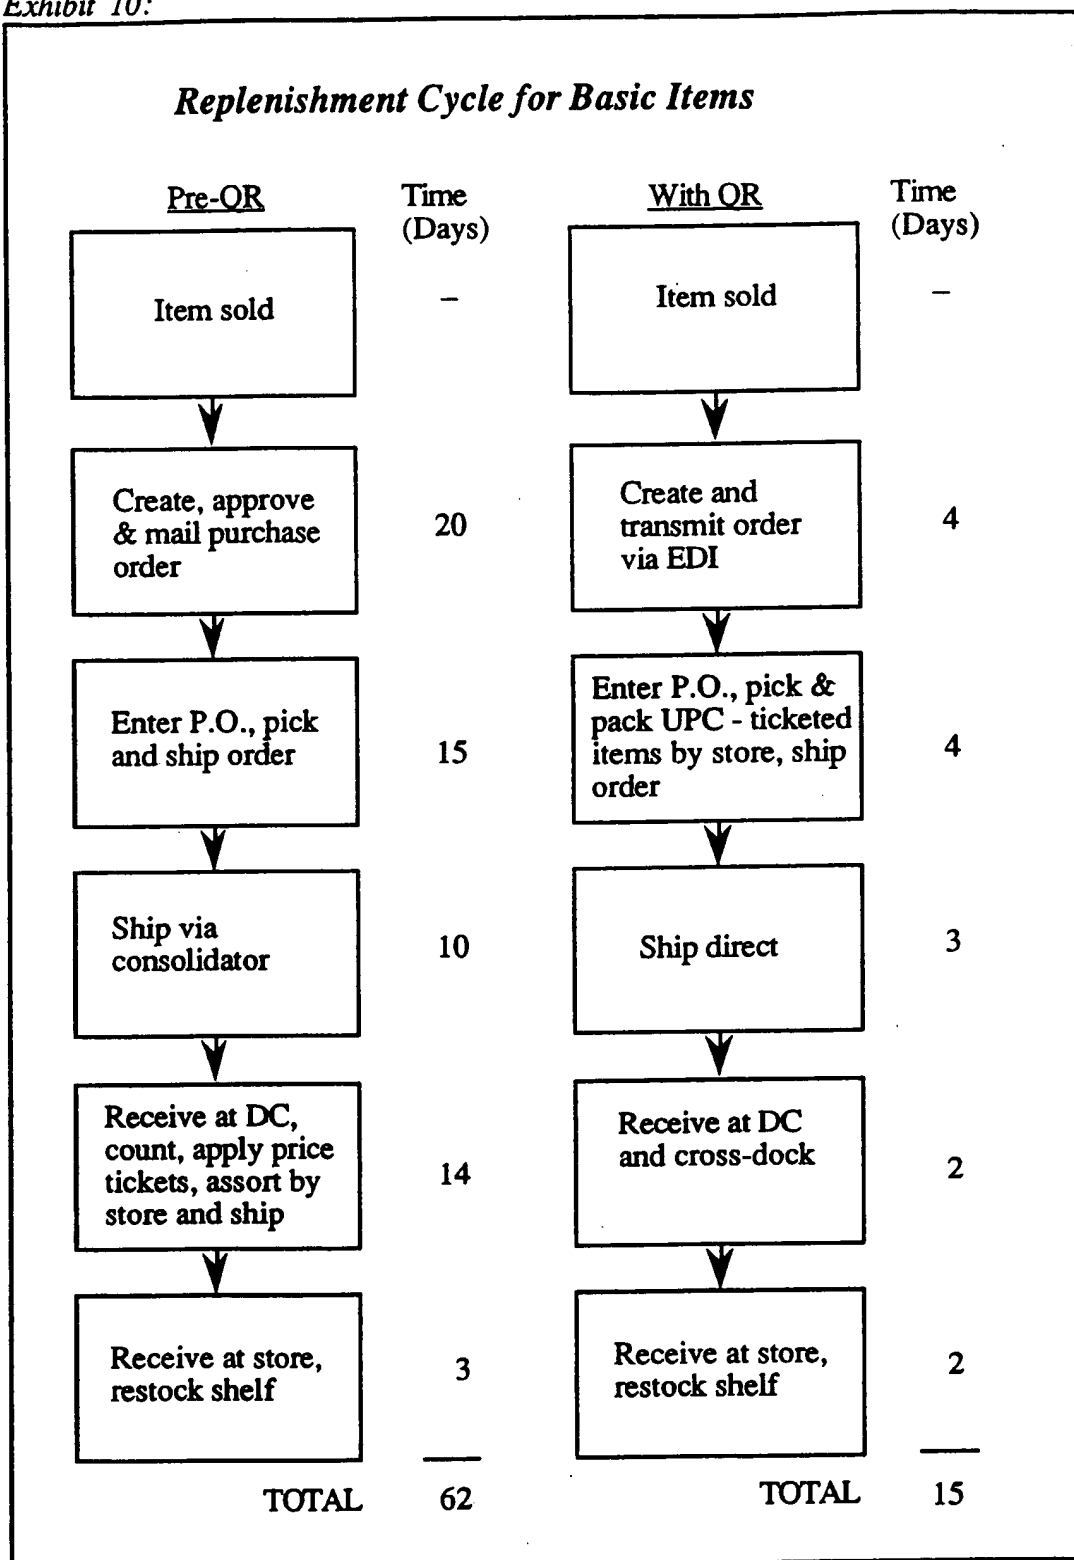 Exhibit 10:
Replenishment Cycle for Basic Items
Pre-QR
Time
(Days)
With QR
Time
(Days)
Item sold
–
Item sold
–
Create, approve
& mail purchase
order
20
Create and
transmit order
via EDI
4
Enter P.O., pick
and ship order
15
Enter P.O., pick &
pack UPC - ticketed
items by store, ship
order
4
Ship via
consolidator
10
Ship direct
3
Receive at DC,
count, apply price
tickets, assort by
store and ship
14
Receive at DC
and cross-dock
2
Receive at store,
restock shelf
3
Receive at store,
restock shelf
2
TOTAL 62
TOTAL 15